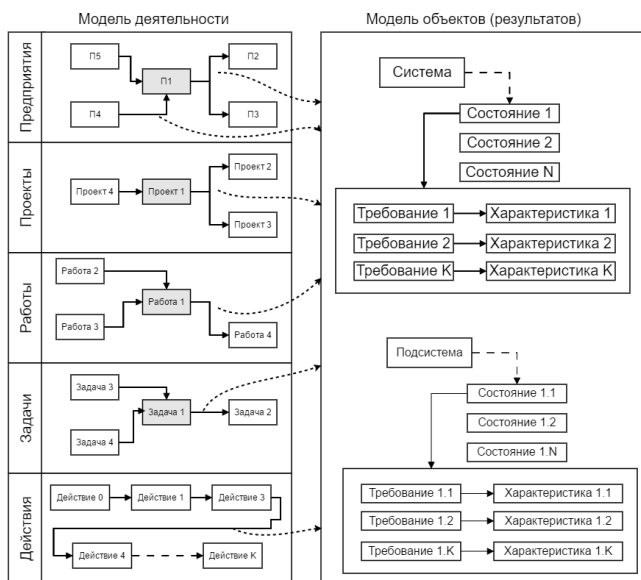 Модель деятельности
Модель объектов (результатов)
Предприятия
П5
П2
П1
П4
П3
Проекты
Проект 2
Проект 4
Проект 1
Проект 3
Работы
Работа 2
Работа 1
Работа 3
Работа 4
Задачи
Задача 3
Задача 1
Задача 2
Задача 4
Действия
Действие 0
Действие 1
Действие 3
Действие 4
Действие K
Система
Состояние 1
Состояние 2
Состояние N
Требование 1
Характеристика 1
Требование 2
Характеристика 2
Требование K
Характеристика K
Подсистема
Состояние 1.1
Состояние 1.2
Состояние 1.N
Требование 1.1
Характеристика 1.1
Требование 1.2
Характеристика 1.2
Требование 1.K
Характеристика 1.K